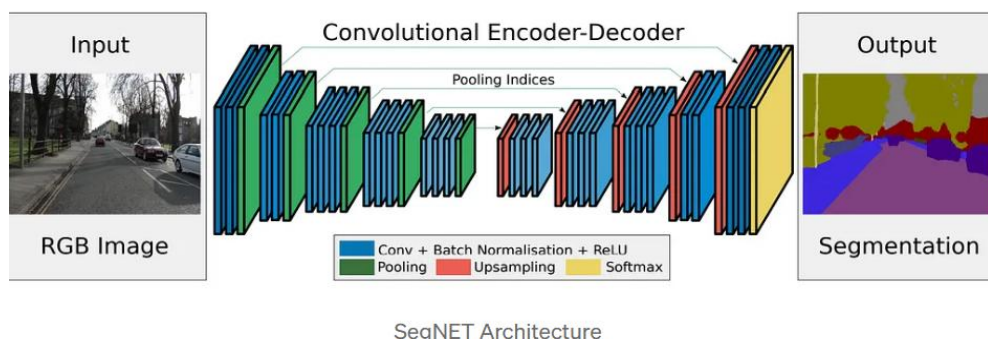 Input
RGB Image
Convolutional Encoder-Decoder
Pooling Indices
Conv + Batch Normalisation + ReLU
Pooling Upsampling Softmax
Output
Segmentation
SegNET Architecture